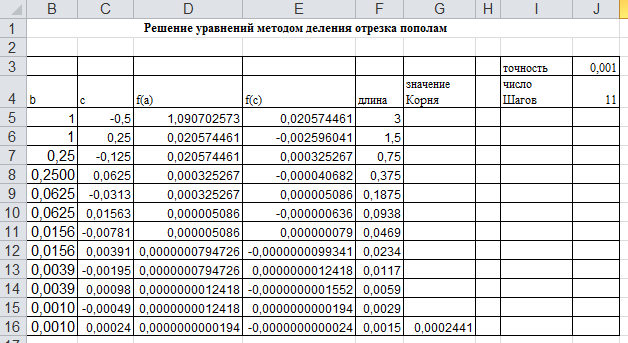 B C D E F G H I J
1 Решение уравнений методом деления отрезка пополам
2
3 точность 0,001
4 b c f(a) f(c) длина значение Корня число Шагов 11
5 1 -0,5 1,090702573 0,020574461 3
6 1 0,25 0,020574461 -0,002596041 1,5
7 0,25 -0,125 0,020574461 0,000325267 0,75
8 0,2500 0,0625 0,000325267 -0,000040682 0,375
9 0,0625 -0,0313 0,000325267 0,000005086 0,1875
10 0,0625 0,01563 0,000005086 -0,000000636 0,0938
11 0,0156 -0,00781 0,000005086 0,000000079 0,0469
12 0,0156 0,00391 0,0000000794726 -0,0000000099341 0,0234
13 0,0039 -0,00195 0,0000000794726 0,0000000012418 0,0117
14 0,0039 0,00098 0,0000000012418 -0,0000000001552 0,0059
15 0,0010 -0,00049 0,0000000012418 0,0000000000194 0,0029
16 0,0010 0,00024 0,0000000000194 -0,0000000000024 0,0015 0,0002441